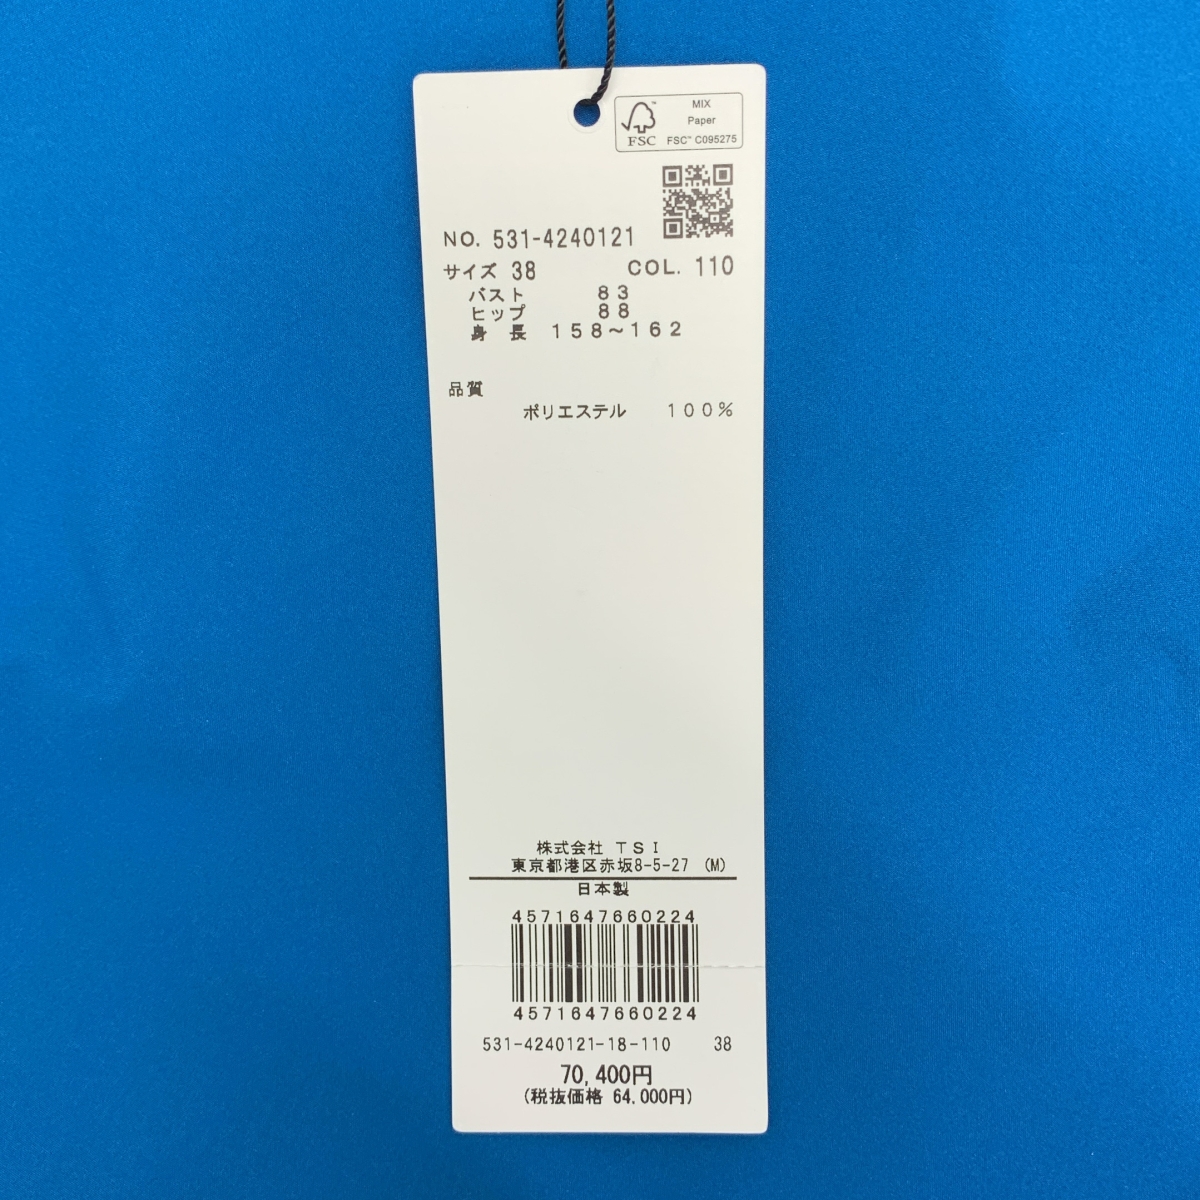 MIX
Paper
FSC™ FSC™ C095275
NO. 531-4240121
サイズ 38 COL. 110
バスト 83
ヒップ 88
身 長 158～162
品質
ポリエステル 100%
株式会社 TSI
東京都港区赤坂8-5-27 (M)
日本製
4571647660224
4571647660224
531-4240121-18-110 38
70,400円
(税抜価格 64,000円)